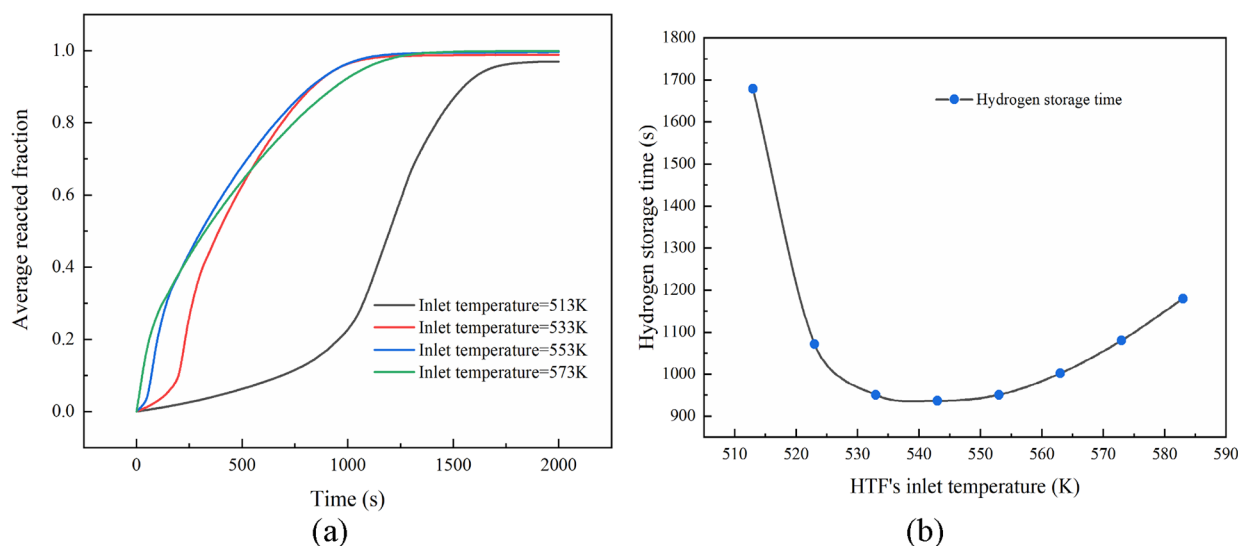 Average reacted fraction
1.0
0.8
0.6
0.4
0.2
0.0
Inlet temperature=513K
Inlet temperature=533K
Inlet temperature=553K
Inlet temperature=573K
0 500 1000 1500 2000
Time (s)
(a)
Hydrogen storage time (s)
1800
1700
1600
1500
1400
1300
1200
1100
1000
900
Hydrogen storage time
510 520 530 540 550 560 570 580 590
HTF's inlet temperature (K)
(b)